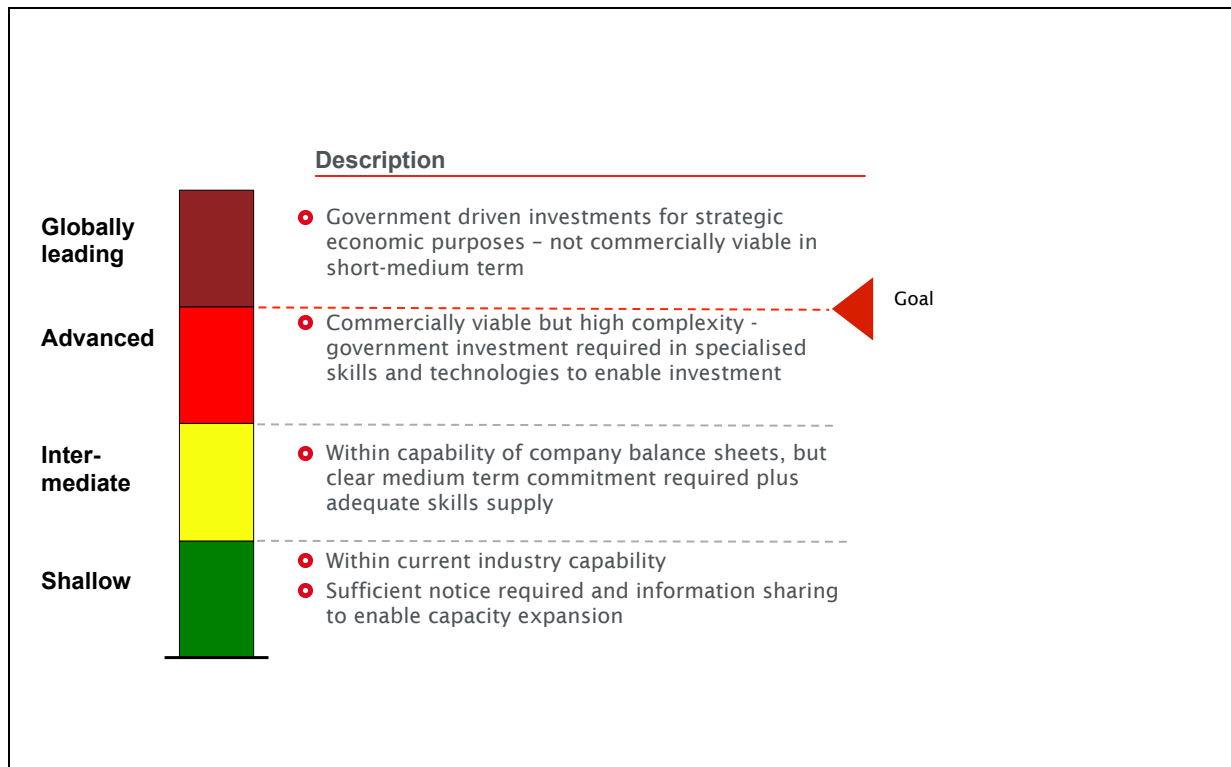 Description
Globally
leading
Government driven investments for strategic
economic purposes – not commercially viable in
short-medium term
Goal
Advanced
Commercially viable but high complexity -
government investment required in specialised
skills and technologies to enable investment
Inter-
mediate
Within capability of company balance sheets, but
clear medium term commitment required plus
adequate skills supply
Shallow
Within current industry capability
Sufficient notice required and information sharing
to enable capacity expansion